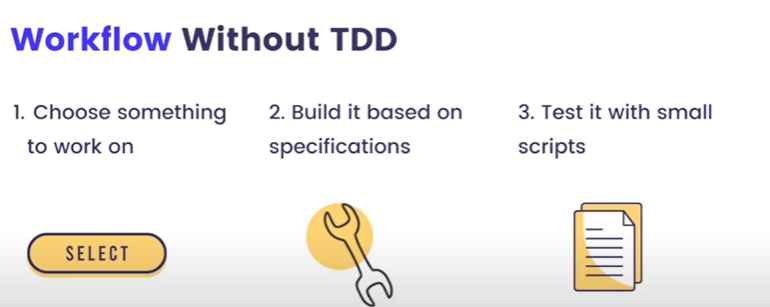 Workflow Without TDD
1. Choose something
to work on
2. Build it based on
specifications
3. Test it with small
scripts
SELECT